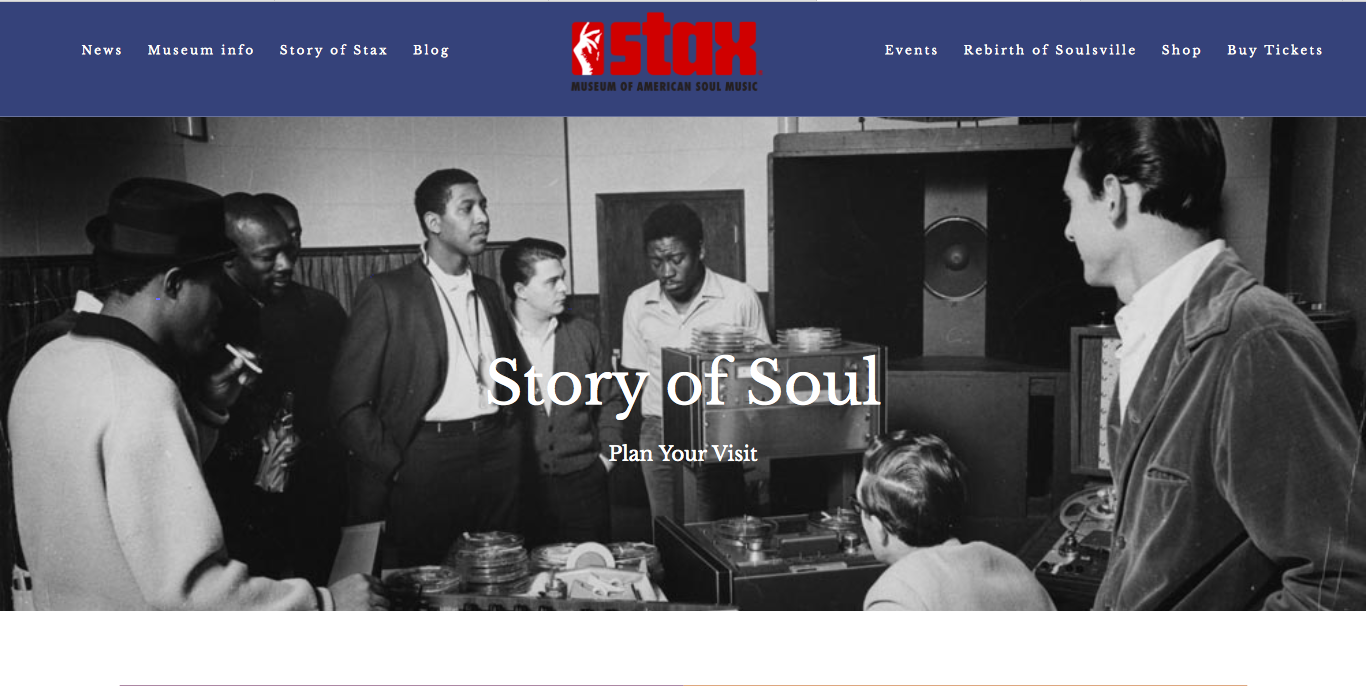 News Museum info Story of Stax Blog
stax
MUSEUM OF AMERICAN SOUL MUSIC
Events Rebirth of Soulsville Shop Buy Tickets
Story of Soul
Plan Your Visit